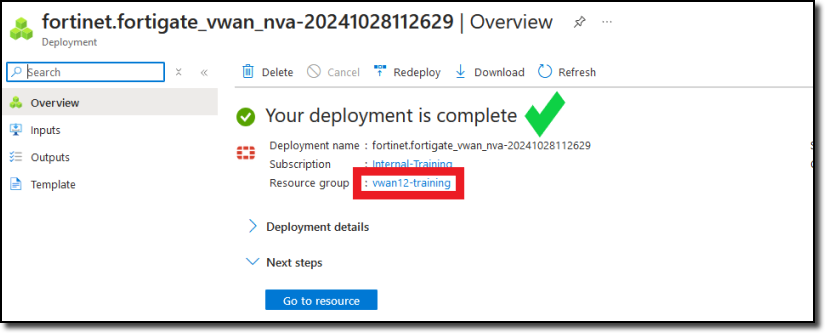 fortinet.fortigate_vwan_nva-20241028112629 | Overview
Deployment
Search
Delete
Cancel
Redeploy
Download
Refresh
Overview
Inputs
Outputs
Template
Your deployment is complete
Deployment name : fortinet.fortigate_vwan_nva-20241028112629
Subscription : Internal-Training
Resource group : vwan12-training
Deployment details
Next steps
Go to resource